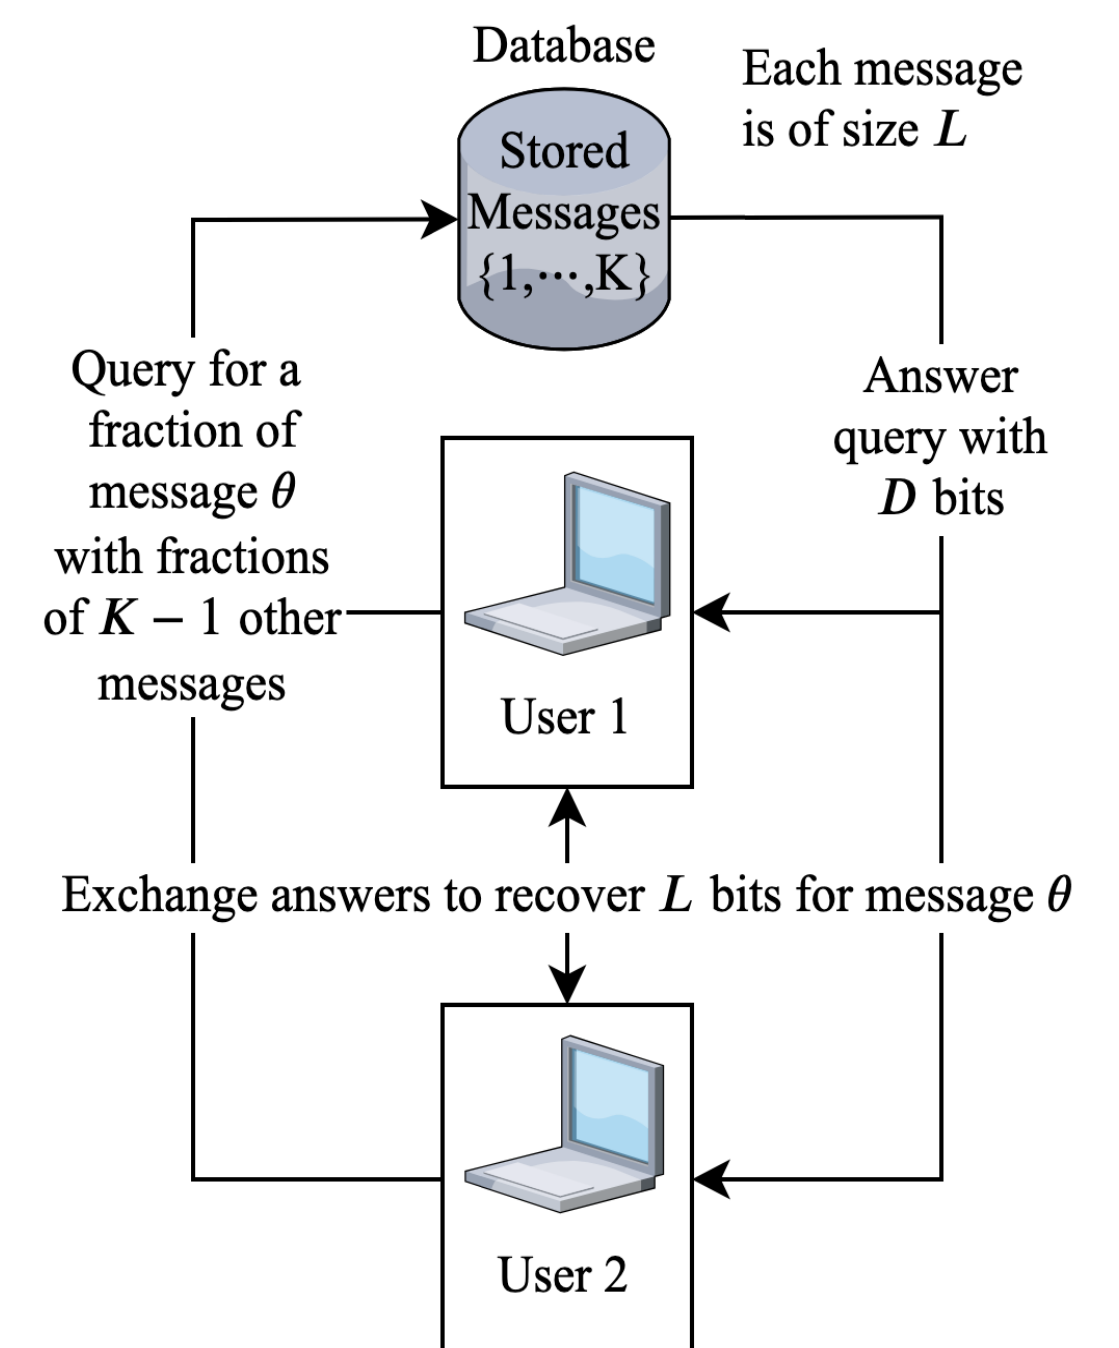 Database
Each message
is of size L
Stored
Messages
{1,⋯,K}
Query for a
fraction of
message θ
with fractions
of K − 1 other
messages
Answer
query with
D bits
User 1
Exchange answers to recover L bits for message θ
User 2